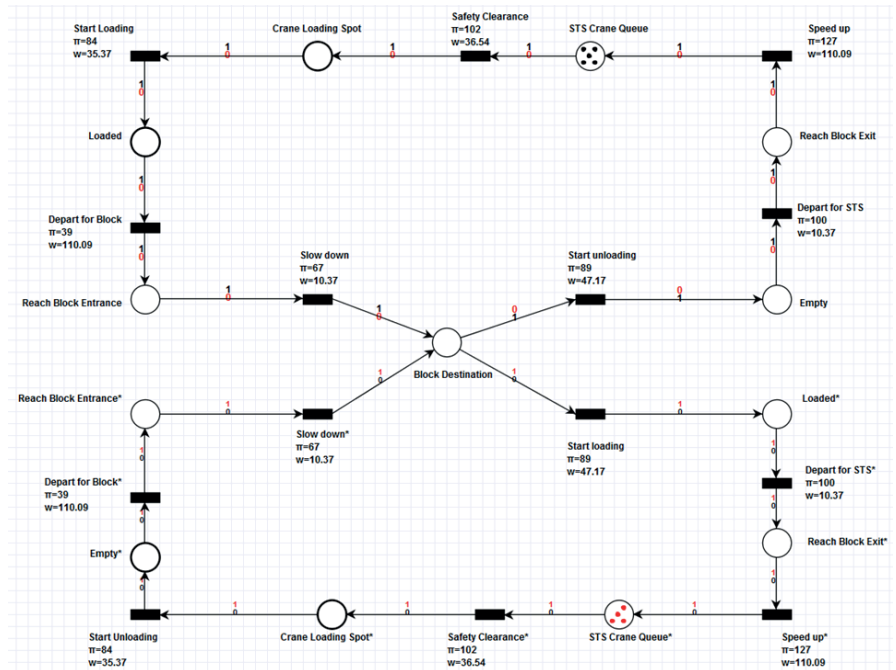 Start Loading
π=84
w=35.37
Crane Loading Spot
Safety Clearance
π=102
w=36.54
STS Crane Queue
Speed up
π=127
w=110.09
1
0
1
0
1
0
1
0
1
0
1
0
Loaded
Reach Block Exit
1
0
1
0
Depart for Block
π=39
w=110.09
Depart for STS
π=100
w=10.37
1
0
1
0
Slow down
π=67
w=10.37
Start unloading
π=89
w=47.17
Reach Block Entrance
1
0
0
1
Empty
1
0
0
1
Block Destination
1
0
1
0
Reach Block Entrance*
1
0
1
0
Loaded*
Slow down*
π=67
w=10.37
Start loading
π=89
w=47.17
1
0
1
0
Depart for Block*
π=39
w=110.09
Depart for STS*
π=100
w=10.37
1
0
1
0
Empty*
Reach Block Exit*
1
0
1
0
1
0
1
0
1
0
1
0
Start Unloading
π=84
w=35.37
Crane Loading Spot*
Safety Clearance*
π=102
w=36.54
STS Crane Queue*
Speed up*
π=127
w=110.09